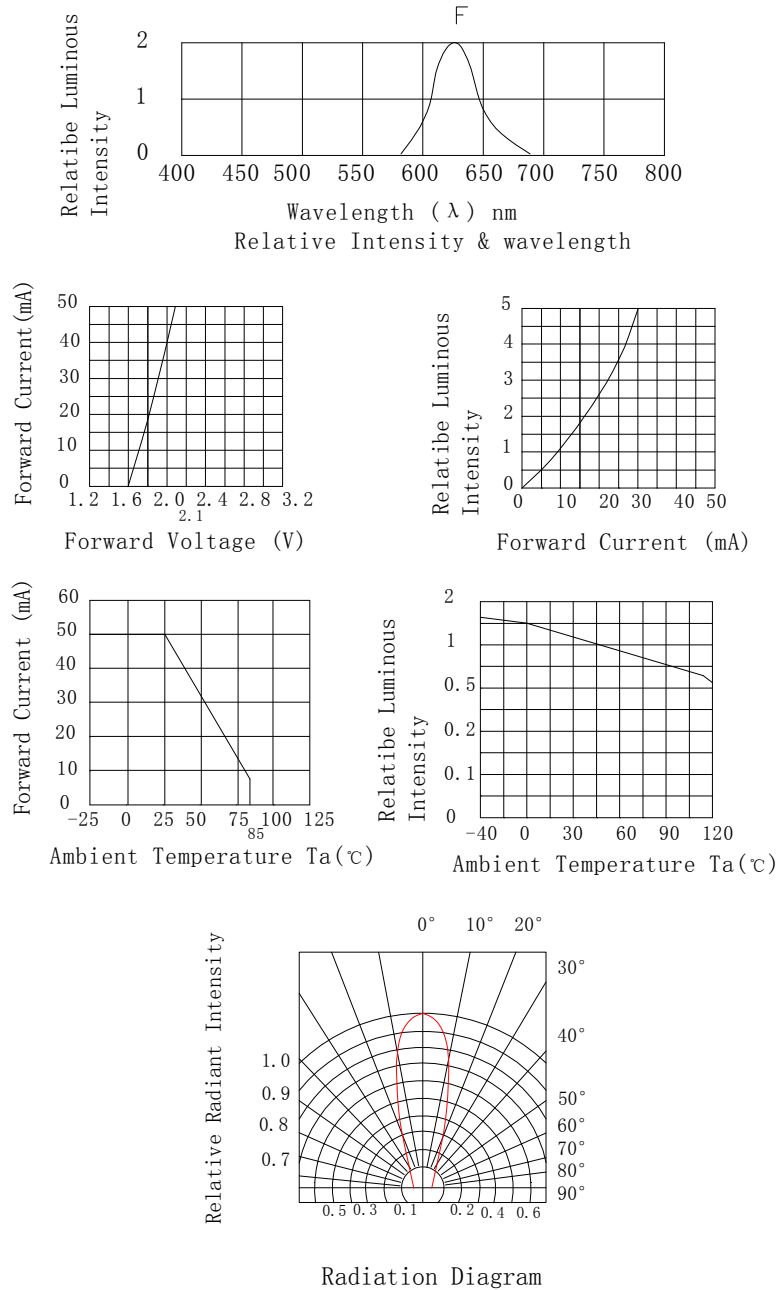 F
Relatibe Luminous
Intensity
2
1
0
400 450 500 550 600 650 700 750 800
Wavelength (λ) nm
Relative Intensity & wavelength
Forward Current(mA)
50
40
30
20
10
0
1.2 1.6 2.0 2.4 2.8 3.2
2.1
Forward Voltage (V)
Relatibe Luminous
Intensity
5
4
3
2
1
0
0 10 20 30 40 50
Forward Current (mA)
Forward Current (mA)
60
50
40
30
20
10
0
-25 0 25 50 75 100 125
85
Ambient Temperature Ta(℃)
Relatibe Luminous
Intensity
2
1
0.5
0.2
0.1
0
-40 0 30 60 90 120
Ambient Temperature Ta(℃)
Relative Radiant Intensity
0° 10° 20°
30°
40°
50°
60°
70°
80°
90°
1.0
0.9
0.8
0.7
0.5 0.3 0.1 0.2 0.4 0.6
Radiation Diagram